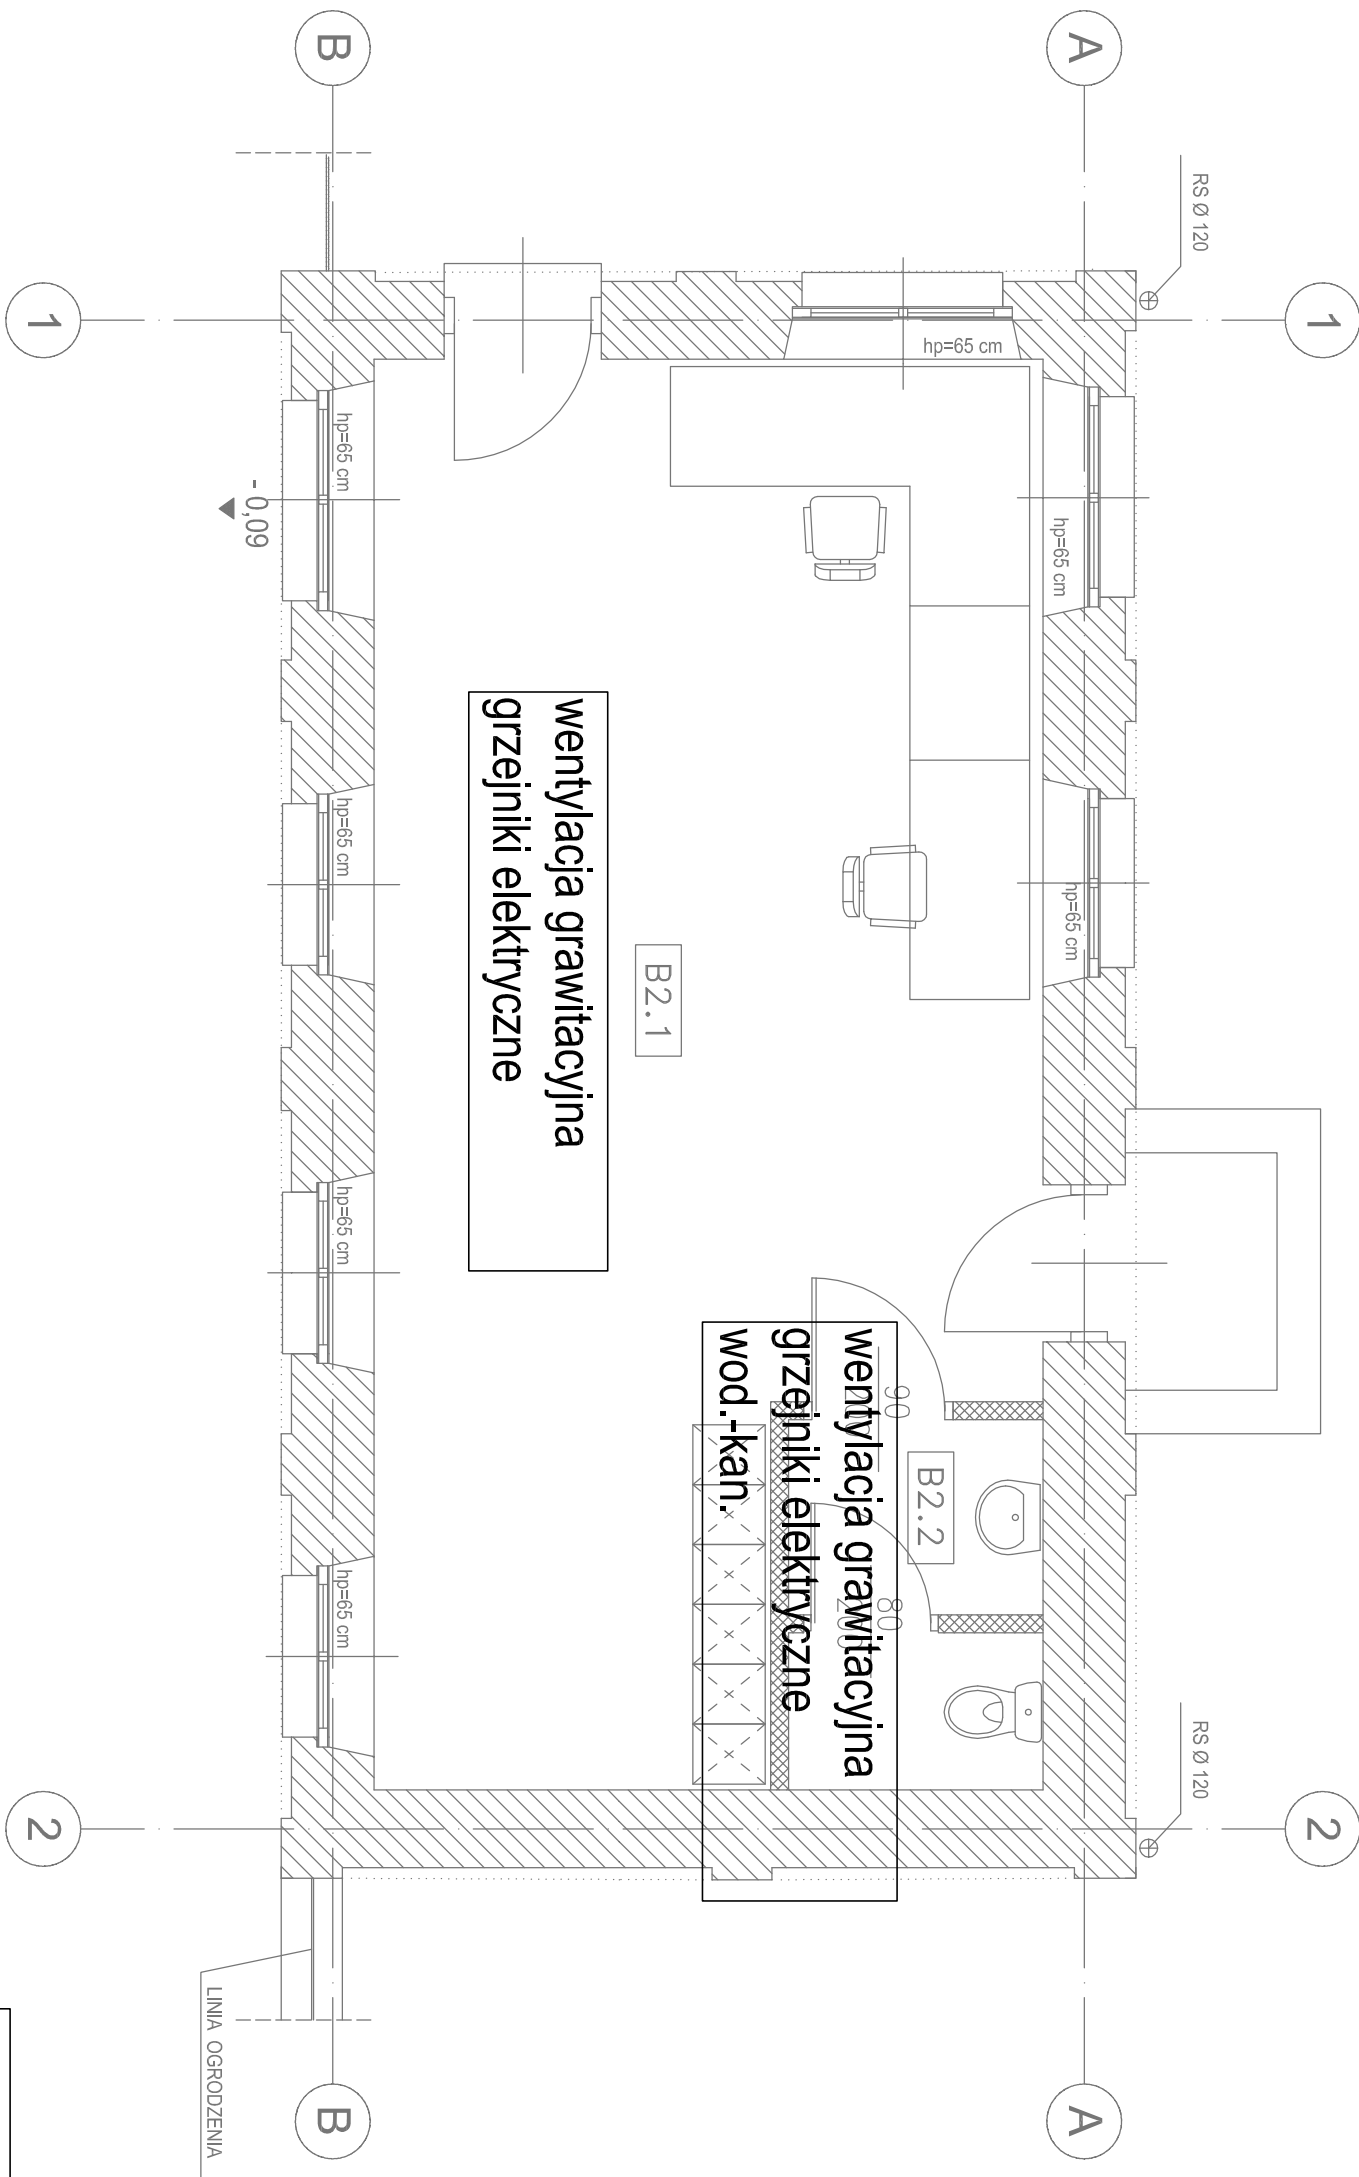 A
A
B
B
1
1
2
2
RS Ø 120
RS Ø 120
hp=65 cm
hp=65 cm
hp=65 cm
hp=65 cm
hp=65 cm
hp=65 cm
hp=65 cm
- 0,09
B2.1
wentylacja grawitacyjna
grzejniki elektryczne
B2.2
90
80
wentylacja grawitacyjna
grzejniki elektryczne
wod.-kan.
LINIA OGRODZENIA